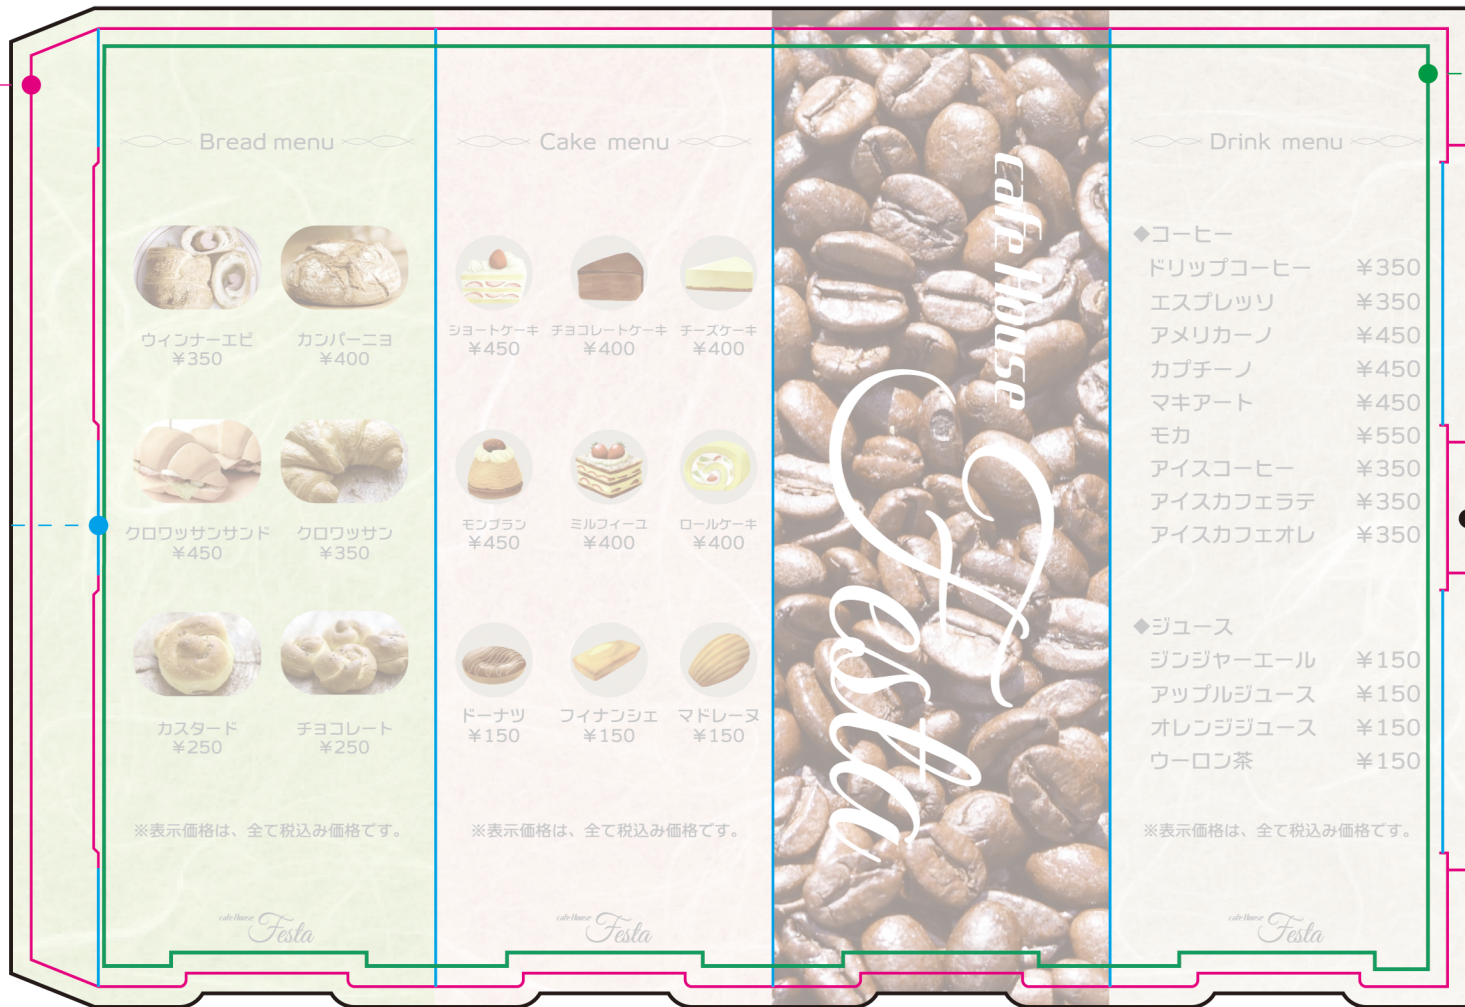 Bread menu
ウィンナーエピ
¥350
カンパーニヨ
¥400
クロワッサンサンド
¥450
クロワッサン
¥350
カスタード
¥250
チョコレート
¥250
※表示価格は、全て税込み価格です。
cafe House
Festa
Cake menu
ショートケーキ
¥450
チョコレートケーキ
¥400
チーズケーキ
¥400
モンブラン
¥450
ミルフィーユ
¥400
ロールケーキ
¥400
ドーナツ
¥150
フィナンシェ
¥150
マドレーヌ
¥150
※表示価格は、全て税込み価格です。
cafe House
Festa
cafe House
Festa
Drink menu
◆コーヒー
ドリップコーヒー ¥350
エスプレッソ ¥350
アメリカーノ ¥450
カプチーノ ¥450
マキアート ¥450
モカ ¥550
アイスコーヒー ¥350
アイスカフェラテ ¥350
アイスカフェオレ ¥350
◆ジュース
ジンジャーエール ¥150
アップルジュース ¥150
オレンジジュース ¥150
ウーロン茶 ¥150
※表示価格は、全て税込み価格です。
cafe House
Festa